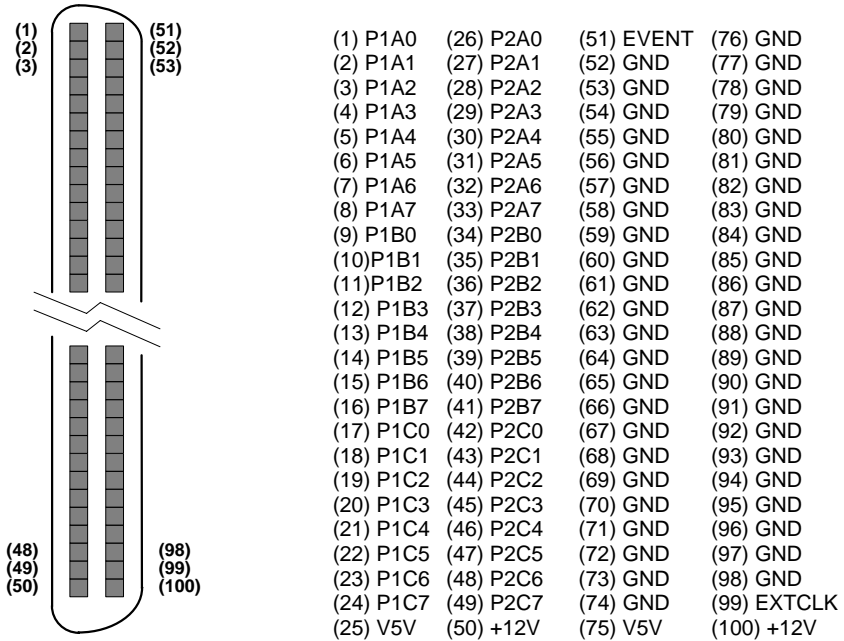 (1) (51)
(2) (52)
(3) (53)
(48) (98)
(49) (99)
(50) (100)
(1) P1A0 (26) P2A0 (51) EVENT (76) GND
(2) P1A1 (27) P2A1 (52) GND (77) GND
(3) P1A2 (28) P2A2 (53) GND (78) GND
(4) P1A3 (29) P2A3 (54) GND (79) GND
(5) P1A4 (30) P2A4 (55) GND (80) GND
(6) P1A5 (31) P2A5 (56) GND (81) GND
(7) P1A6 (32) P2A6 (57) GND (82) GND
(8) P1A7 (33) P2A7 (58) GND (83) GND
(9) P1B0 (34) P2B0 (59) GND (84) GND
(10)P1B1 (35) P2B1 (60) GND (85) GND
(11)P1B2 (36) P2B2 (61) GND (86) GND
(12) P1B3 (37) P2B3 (62) GND (87) GND
(13) P1B4 (38) P2B4 (63) GND (88) GND
(14) P1B5 (39) P2B5 (64) GND (89) GND
(15) P1B6 (40) P2B6 (65) GND (90) GND
(16) P1B7 (41) P2B7 (66) GND (91) GND
(17) P1C0 (42) P2C0 (67) GND (92) GND
(18) P1C1 (43) P2C1 (68) GND (93) GND
(19) P1C2 (44) P2C2 (69) GND (94) GND
(20) P1C3 (45) P2C3 (70) GND (95) GND
(21) P1C4 (46) P2C4 (71) GND (96) GND
(22) P1C5 (47) P2C5 (72) GND (97) GND
(23) P1C6 (48) P2C6 (73) GND (98) GND
(24) P1C7 (49) P2C7 (74) GND (99) EXTCLK
(25) V5V (50) +12V (75) V5V (100) +12V